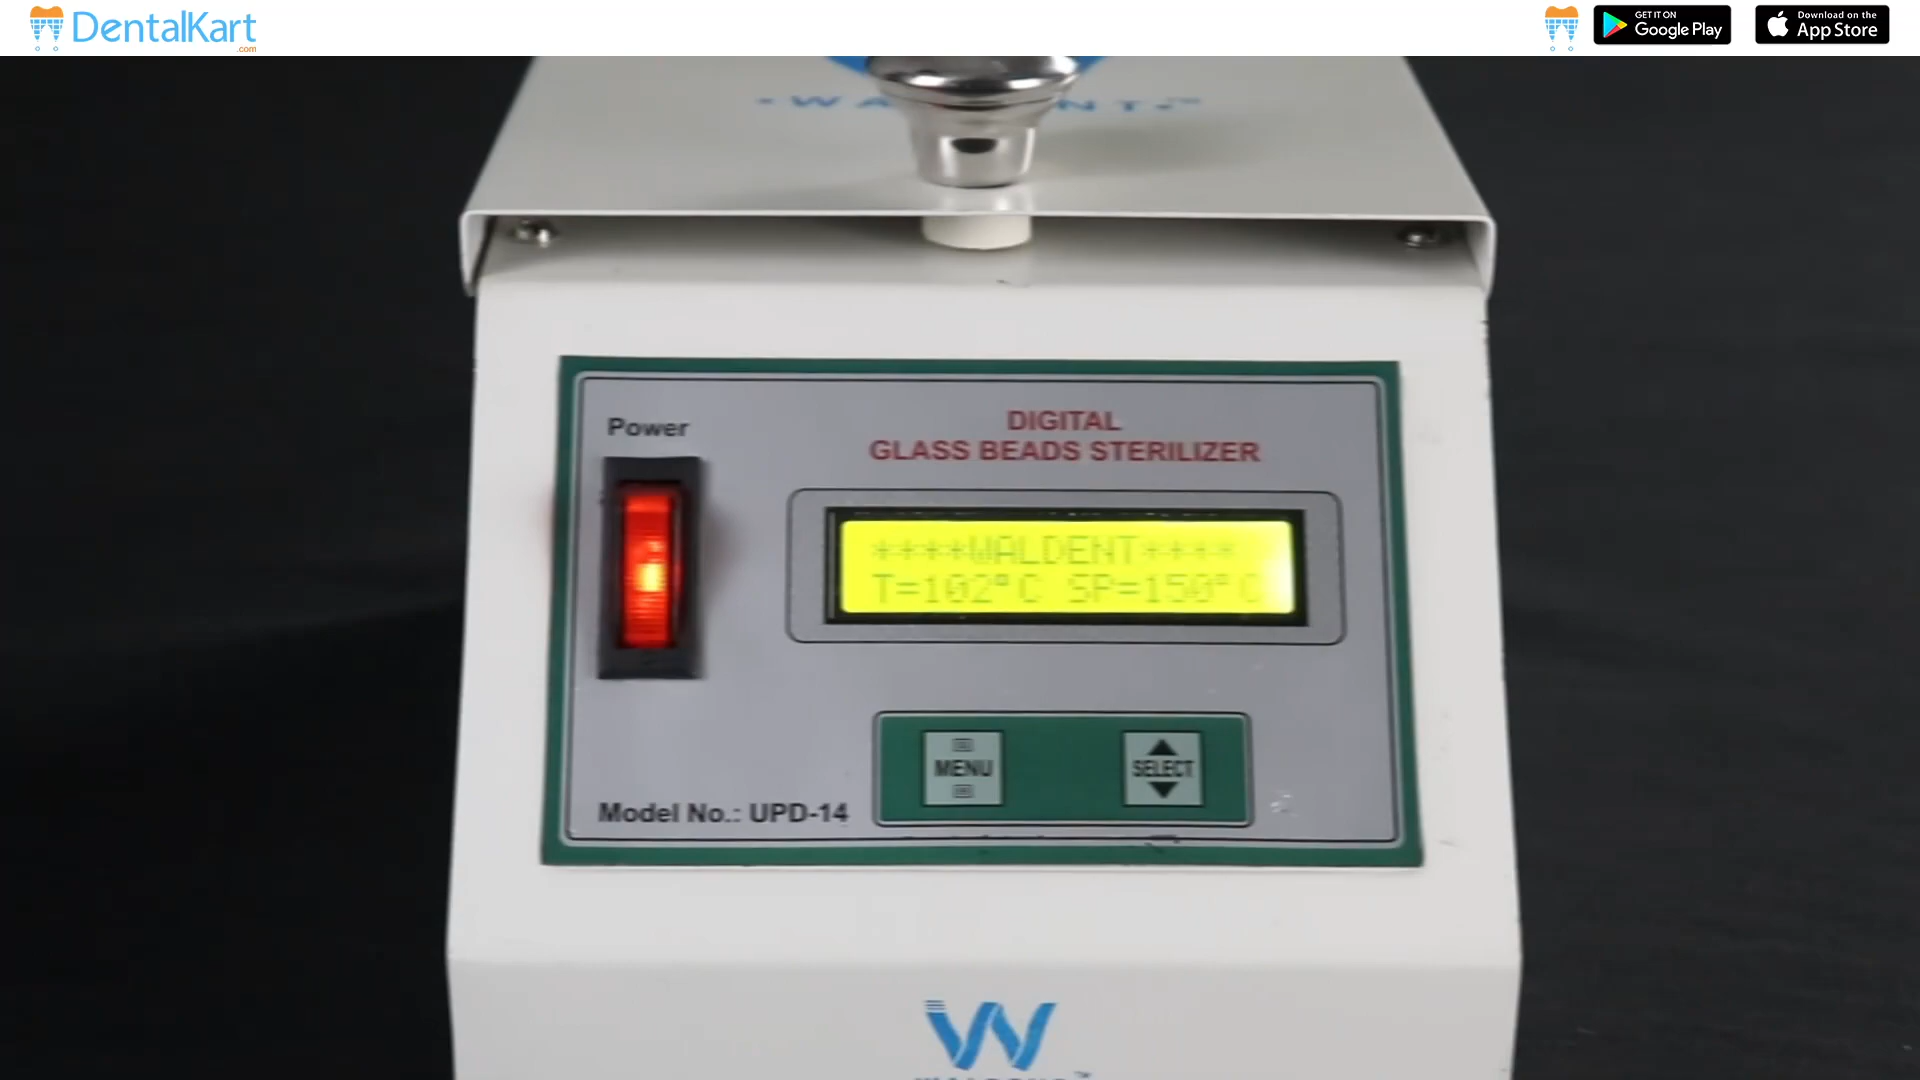 DentalKart
.com
GET IT ON
Google Play
Download on the
App Store
Power
DIGITAL
GLASS BEADS STERILIZER
****WALDENT****
T=102°C SP=150°C
MENU
SELECT
Model No.: UPD-14